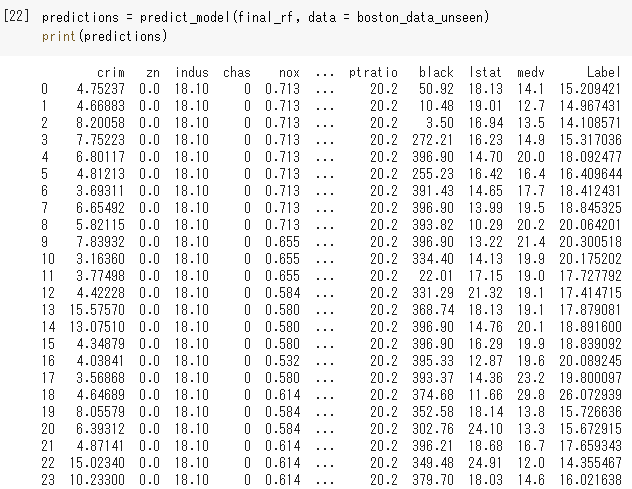 [22] predictions = predict_model(final_rf, data = boston_data_unseen)
print(predictions)
crim zn indus chas nox ... ptratio black lstat medv Label
0 4.75237 0.0 18.10 0 0.713 ... 20.2 50.92 18.13 14.1 15.209421
1 4.66883 0.0 18.10 0 0.713 ... 20.2 10.48 19.01 12.7 14.967431
2 8.20058 0.0 18.10 0 0.713 ... 20.2 3.50 16.94 13.5 14.108571
3 7.75223 0.0 18.10 0 0.713 ... 20.2 272.21 16.23 14.9 15.317036
4 6.80117 0.0 18.10 0 0.713 ... 20.2 396.90 14.70 20.0 18.092477
5 4.81213 0.0 18.10 0 0.713 ... 20.2 255.23 16.42 16.4 16.409644
6 3.69311 0.0 18.10 0 0.713 ... 20.2 391.43 14.65 17.7 18.412431
7 6.65492 0.0 18.10 0 0.713 ... 20.2 396.90 13.99 19.5 18.845325
8 5.82115 0.0 18.10 0 0.713 ... 20.2 393.82 10.29 20.2 20.064201
9 7.83932 0.0 18.10 0 0.655 ... 20.2 396.90 13.22 21.4 20.300518
10 3.16360 0.0 18.10 0 0.655 ... 20.2 334.40 14.13 19.9 20.175202
11 3.77498 0.0 18.10 0 0.655 ... 20.2 22.01 17.15 19.0 17.727792
12 4.42228 0.0 18.10 0 0.584 ... 20.2 331.29 21.32 19.1 17.414715
13 15.57570 0.0 18.10 0 0.580 ... 20.2 368.74 18.13 19.1 17.879081
14 13.07510 0.0 18.10 0 0.580 ... 20.2 396.90 14.76 20.1 18.891600
15 4.34879 0.0 18.10 0 0.580 ... 20.2 396.90 16.29 19.9 18.839092
16 4.03841 0.0 18.10 0 0.532 ... 20.2 395.33 12.87 19.6 20.089245
17 3.56868 0.0 18.10 0 0.580 ... 20.2 393.37 14.36 23.2 19.800097
18 4.64689 0.0 18.10 0 0.614 ... 20.2 374.68 11.66 29.8 26.072939
19 8.05579 0.0 18.10 0 0.584 ... 20.2 352.58 18.14 13.8 15.726636
20 6.39312 0.0 18.10 0 0.584 ... 20.2 302.76 24.10 13.3 15.672915
21 4.87141 0.0 18.10 0 0.614 ... 20.2 396.21 18.68 16.7 17.659343
22 15.02340 0.0 18.10 0 0.614 ... 20.2 349.48 24.91 12.0 14.355467
23 10.23300 0.0 18.10 0 0.614 ... 20.2 379.70 18.03 14.6 16.021638